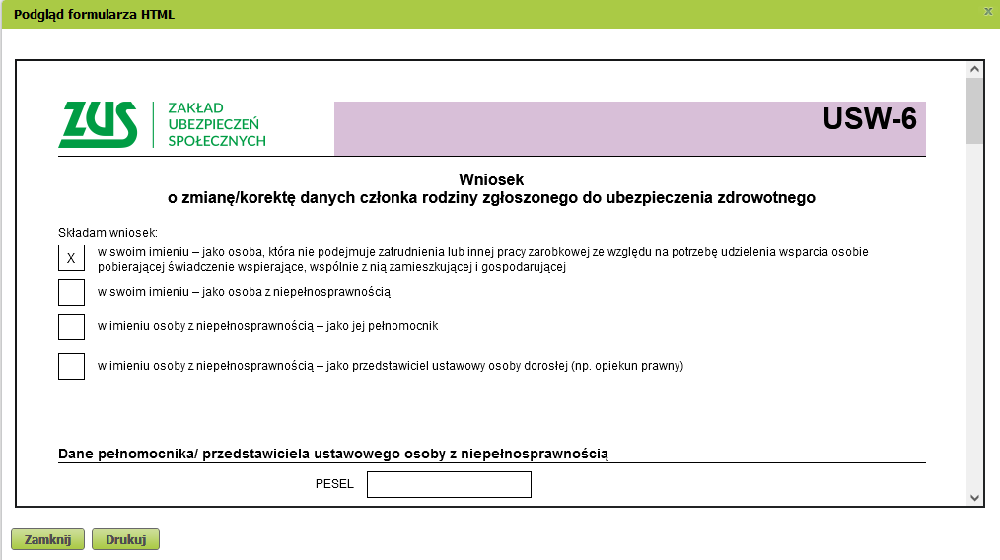 Podgląd formularza HTML
x
ZUS
ZAKŁAD
UBEZPIECZEŃ
SPOŁECZNYCH
USW-6
Wniosek
o zmianę/korektę danych członka rodziny zgłoszonego do ubezpieczenia zdrowotnego
Składam wniosek:
X
w swoim imieniu – jako osoba, która nie podejmuje zatrudnienia lub innej pracy zarobkowej ze względu na potrzebę udzielenia wsparcia osobie
pobierającej świadczenie wspierające, wspólnie z nią zamieszkującej i gospodarującej
w swoim imieniu – jako osoba z niepełnosprawnością
w imieniu osoby z niepełnosprawnością – jako jej pełnomocnik
w imieniu osoby z niepełnosprawnością – jako przedstawiciel ustawowy osoby dorosłej (np. opiekun prawny)
Dane pełnomocnika/ przedstawiciela ustawowego osoby z niepełnosprawnością
PESEL
Zamknij
Drukuj